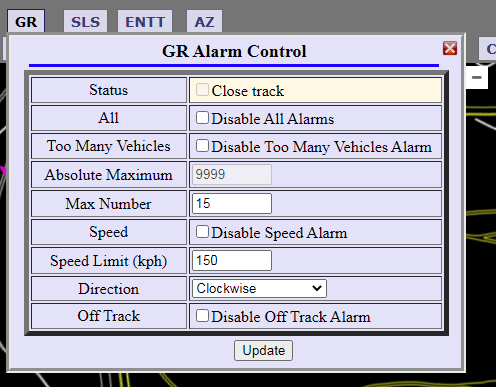 GR SLS ENTT AZ
GR Alarm Control
Status Close track
All Disable All Alarms
Too Many Vehicles Disable Too Many Vehicles Alarm
Absolute Maximum 9999
Max Number 15
Speed Disable Speed Alarm
Speed Limit (kph) 150
Direction Clockwise
Off Track Disable Off Track Alarm
Update